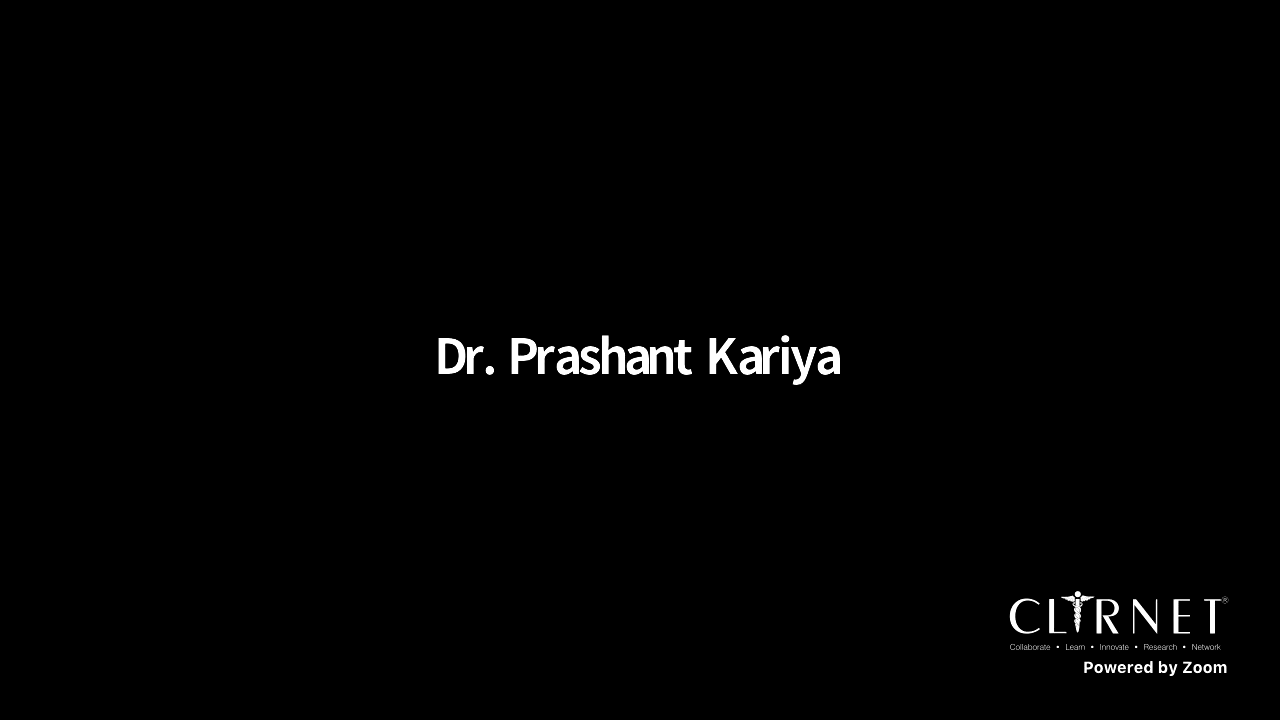 Dr. Prashant Kariya
CLIRNET®
Collaborate • Learn • Innovate • Research • Network
Powered by Zoom